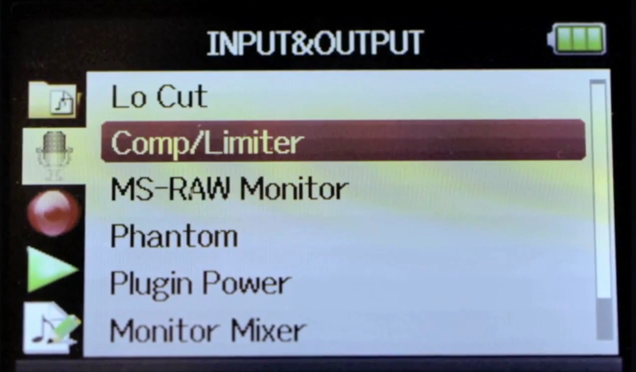 INPUT&OUTPUT
Lo Cut
Comp/Limiter
MS-RAW Monitor
Phantom
Plugin Power
Monitor Mixer